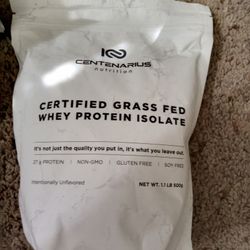 CENTENARIUS
nutrition
CERTIFIED GRASS FED
WHEY PROTEIN ISOLATE
It's not just the quality you put in, it's what you leave out.
27 g PROTEIN | NON-GMO | GLUTEN FREE | SOY FREE
Intentionally Unflavored
NET WT. 1.1 LB 500g